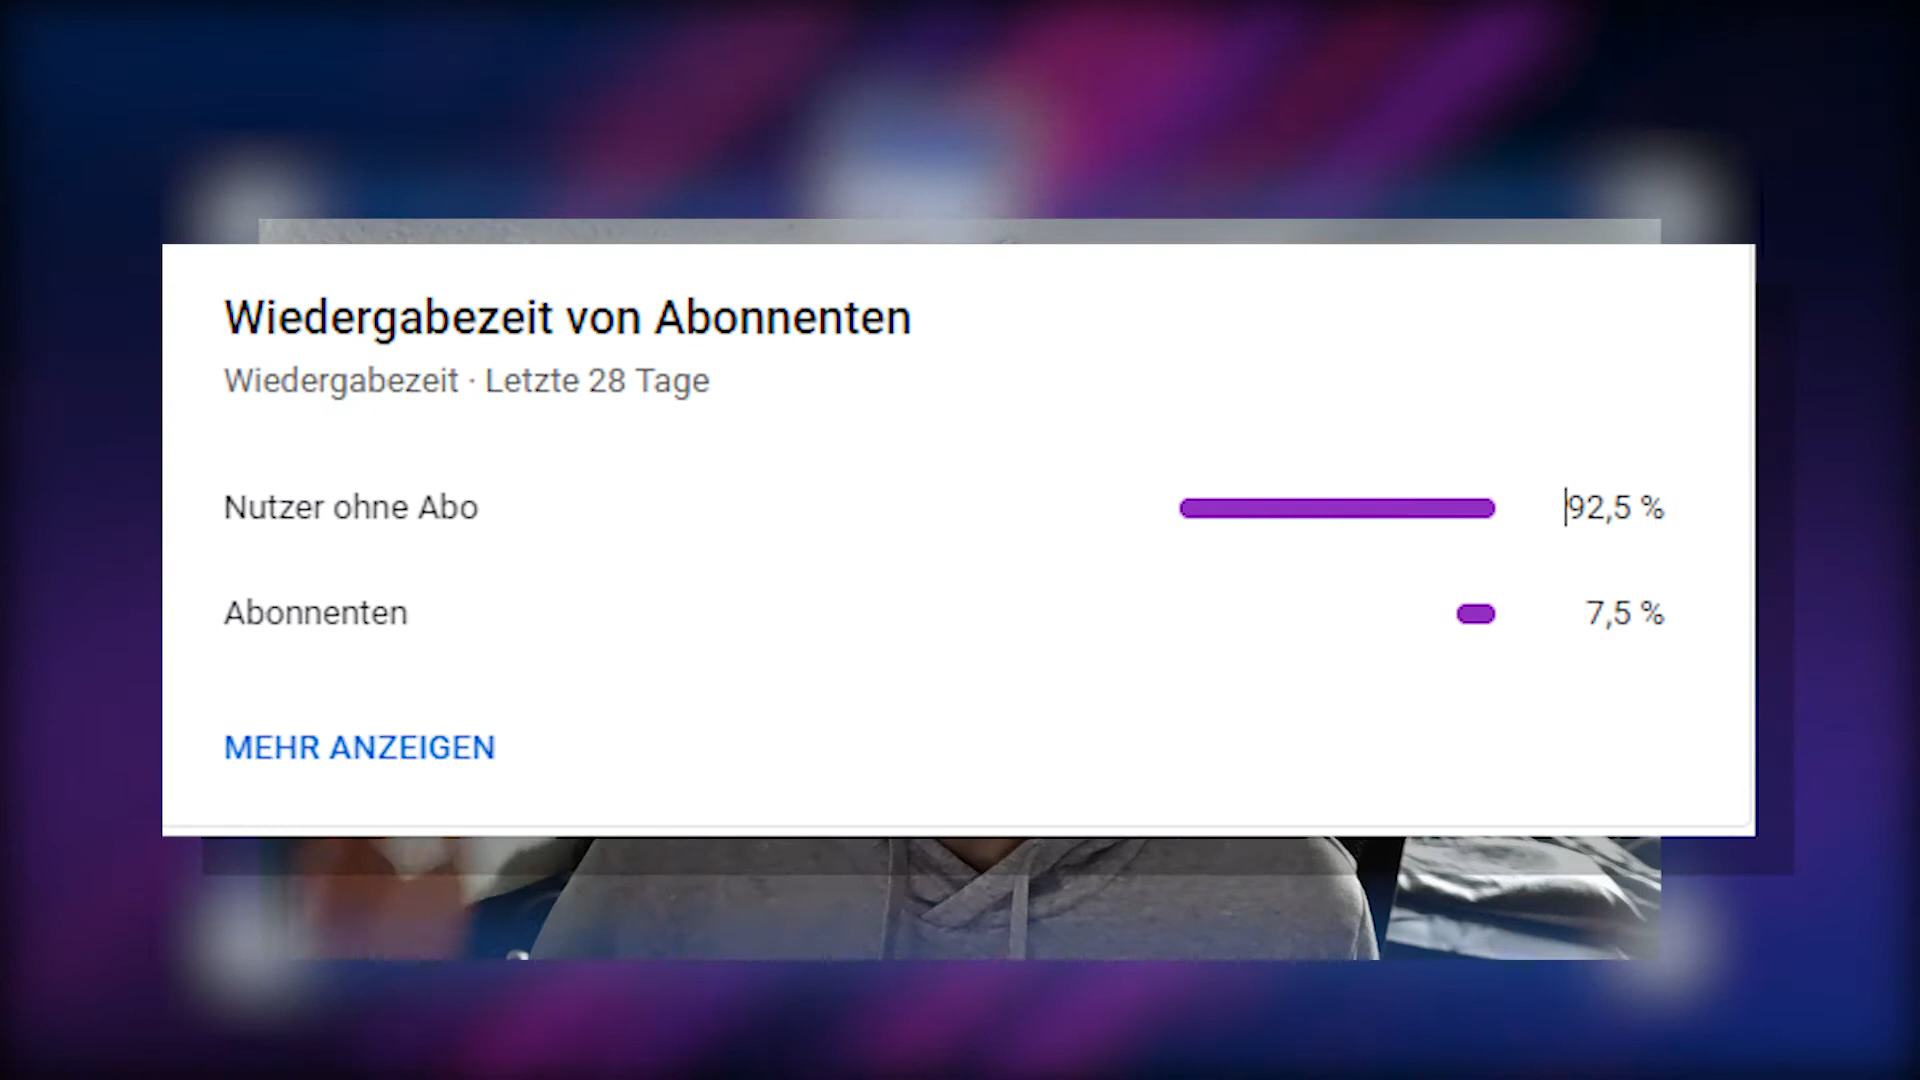 Wiedergabezeit von Abonnenten
Wiedergabezeit · Letzte 28 Tage
Nutzer ohne Abo 92,5 %
Abonnenten 7,5 %
MEHR ANZEIGEN